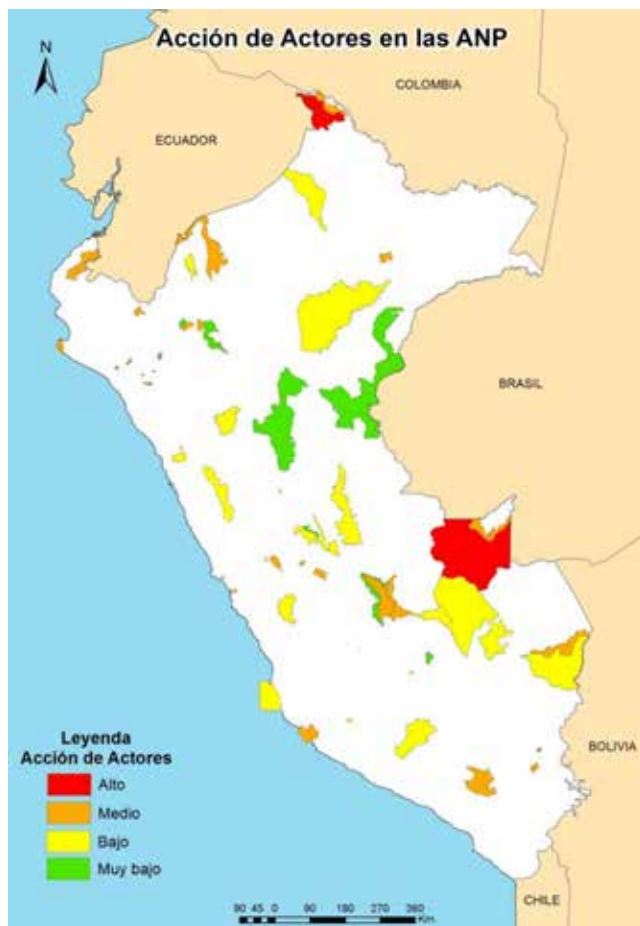 Acción de Actores en las ANP
N
COLOMBIA
ECUADOR
BRASIL
BOLIVIA
Leyenda
Acción de Actores
Alto
Medio
Bajo
Muy bajo
CHILE
90 45 0 90 180 270 360
Km.